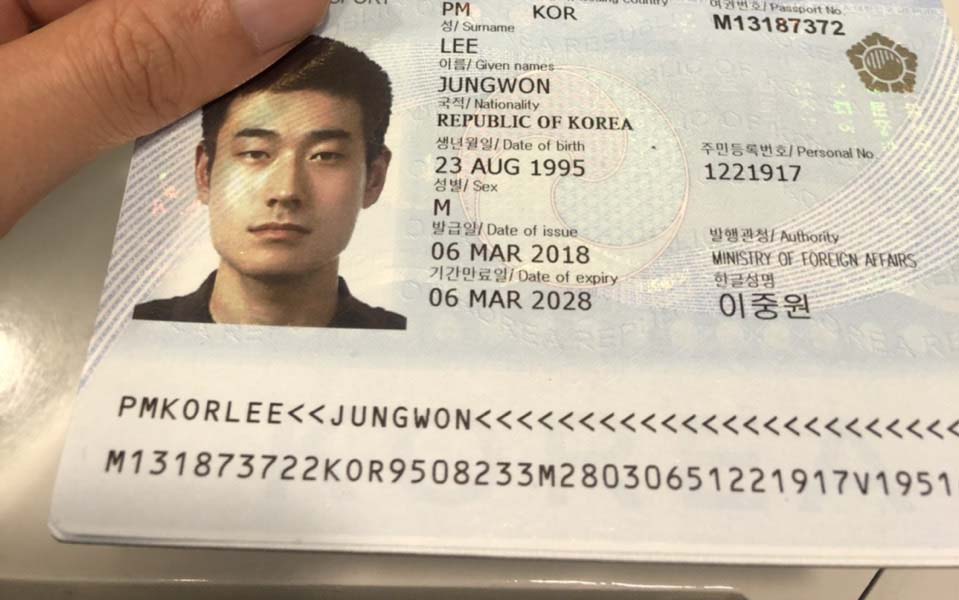 PM KOR 여권번호/ Passport No.
성/ Surname M13187372
LEE
이름/ Given names
JUNGWON
국적/ Nationality
REPUBLIC OF KOREA
생년월일/ Date of birth 주민등록번호/ Personal No.
23 AUG 1995 1221917
성별/ Sex
M
발급일/ Date of issue 발행관청/ Authority
06 MAR 2018 MINISTRY OF FOREIGN AFFAIRS
기간만료일/ Date of expiry 한글성명
06 MAR 2028 이중원
PMKORLEE<<JUNGWON<<<<<<<<<<<<<<<<<<<<<<<<<
M131873722KOR9508233M28030651221917V1951